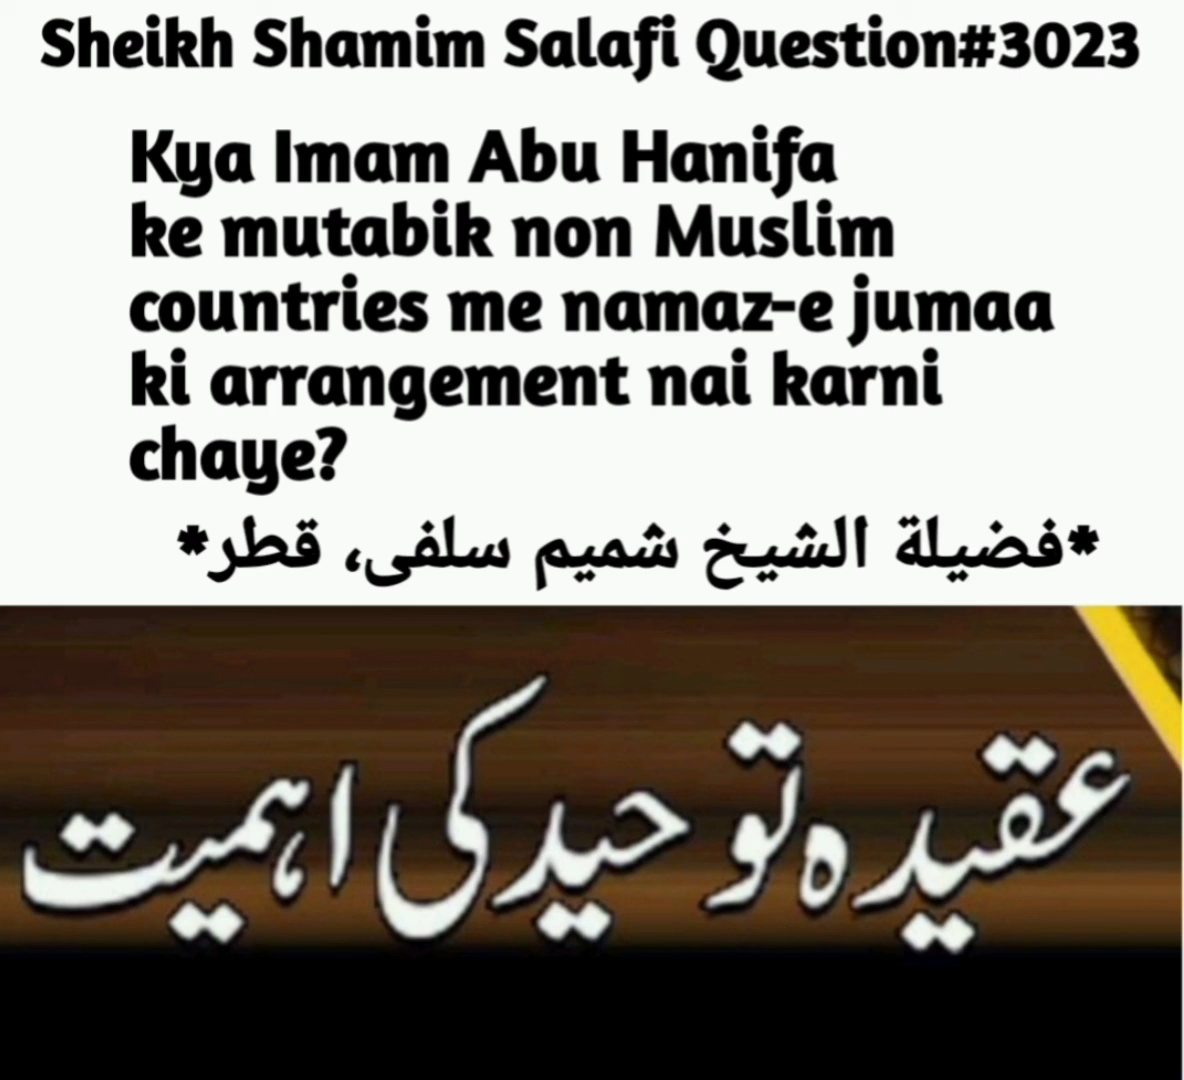 Sheikh Shamim Salafi Question#3023
Kya Imam Abu Hanifa
ke mutabik non Muslim
countries me namaz-e jumaa
ki arrangement nai karni
chaye?
*فضیلة الشیخ شمیم سلفی، قطر*
عقیدہ توحید کی اہمیت